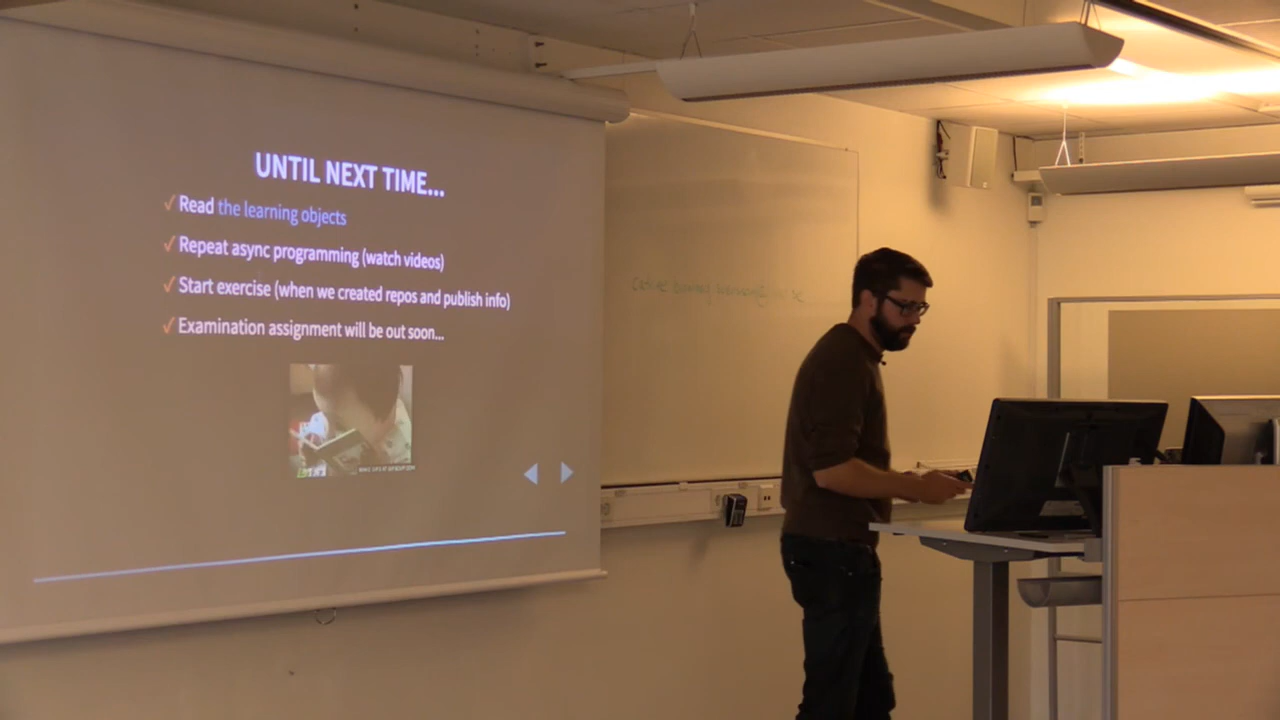 UNTIL NEXT TIME...
✓Read the learning objects
✓Repeat async programming (watch videos)
✓Start exercise (when we created repos and publish info)
✓Examination assignment will be out soon...